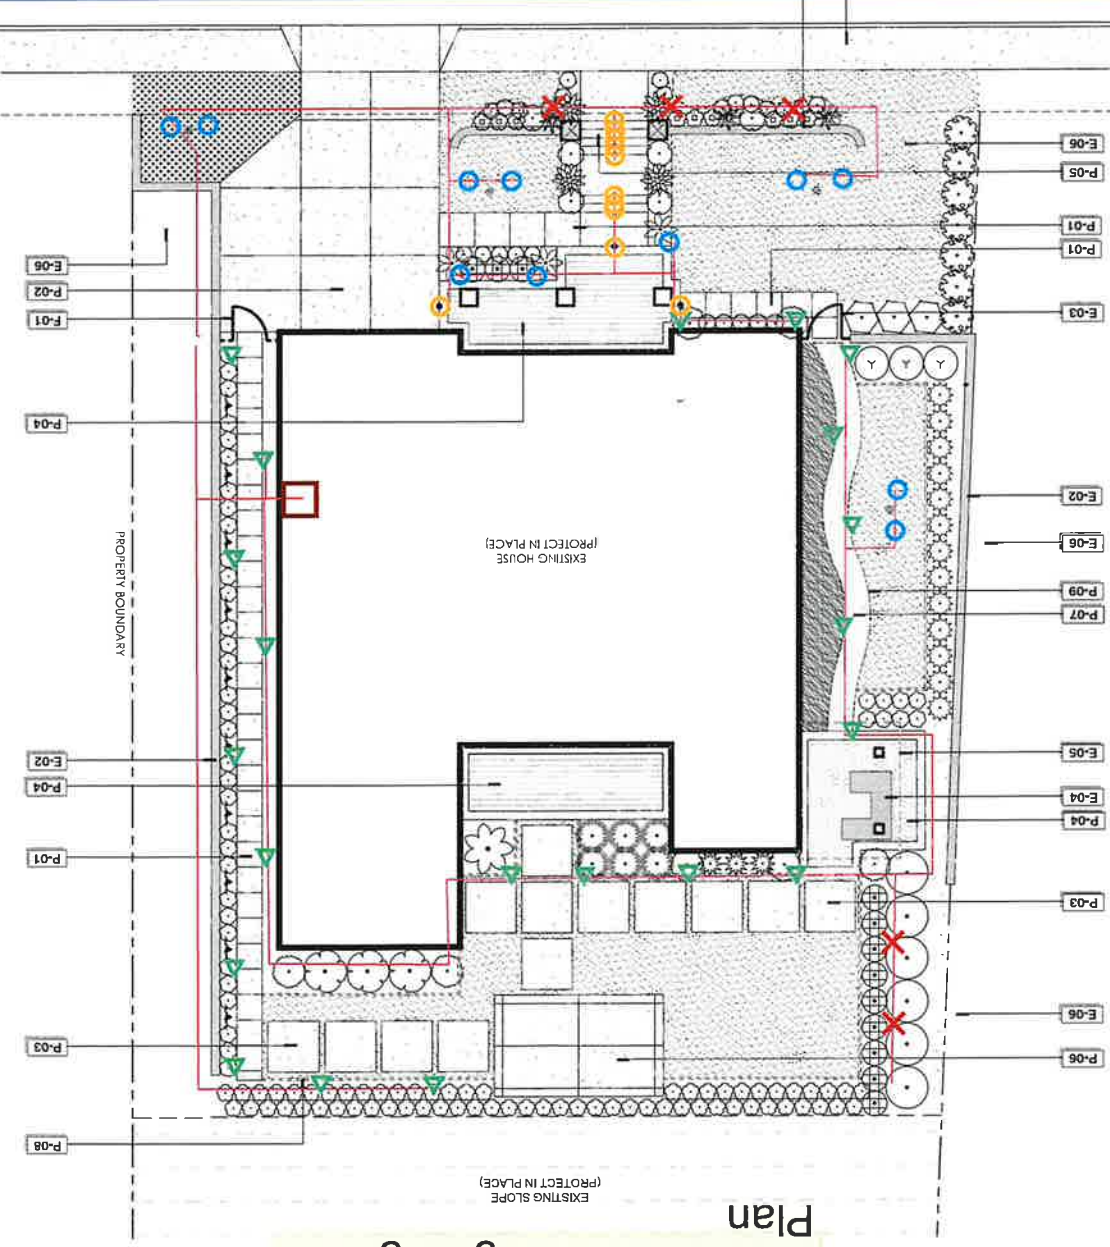 E-06
P-05
P-01
P-01
E-06
P-02
F-01
E-03
P-04
E-02
E-06
EXISTING HOUSE
(PROTECT IN PLACE)
PROPERTY BOUNDARY
P-09
P-07
E-02
P-04
E-05
E-04
P-04
P-01
P-03
E-06
P-03
P-06
P-08
EXISTING SLOPE
(PROTECT IN PLACE)
Plan